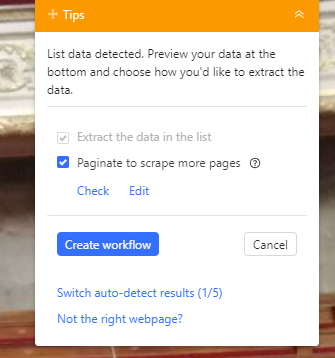 Tips
List data detected. Preview your data at the
bottom and choose how you'd like to extract the
data.
Extract the data in the list
Paginate to scrape more pages
Check Edit
Create workflow Cancel
Switch auto-detect results (1/5)
Not the right webpage?